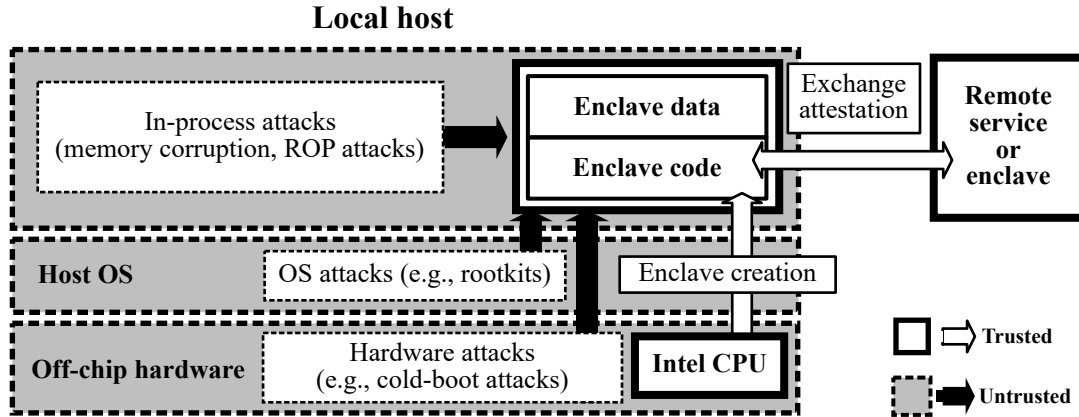 Local host
In-process attacks
(memory corruption, ROP attacks)
Enclave data
Enclave code
Exchange
attestation
Remote
service
or
enclave
Host OS
OS attacks (e.g., rootkits)
Enclave creation
Off-chip hardware
Hardware attacks
(e.g., cold-boot attacks)
Intel CPU
Trusted
Untrusted